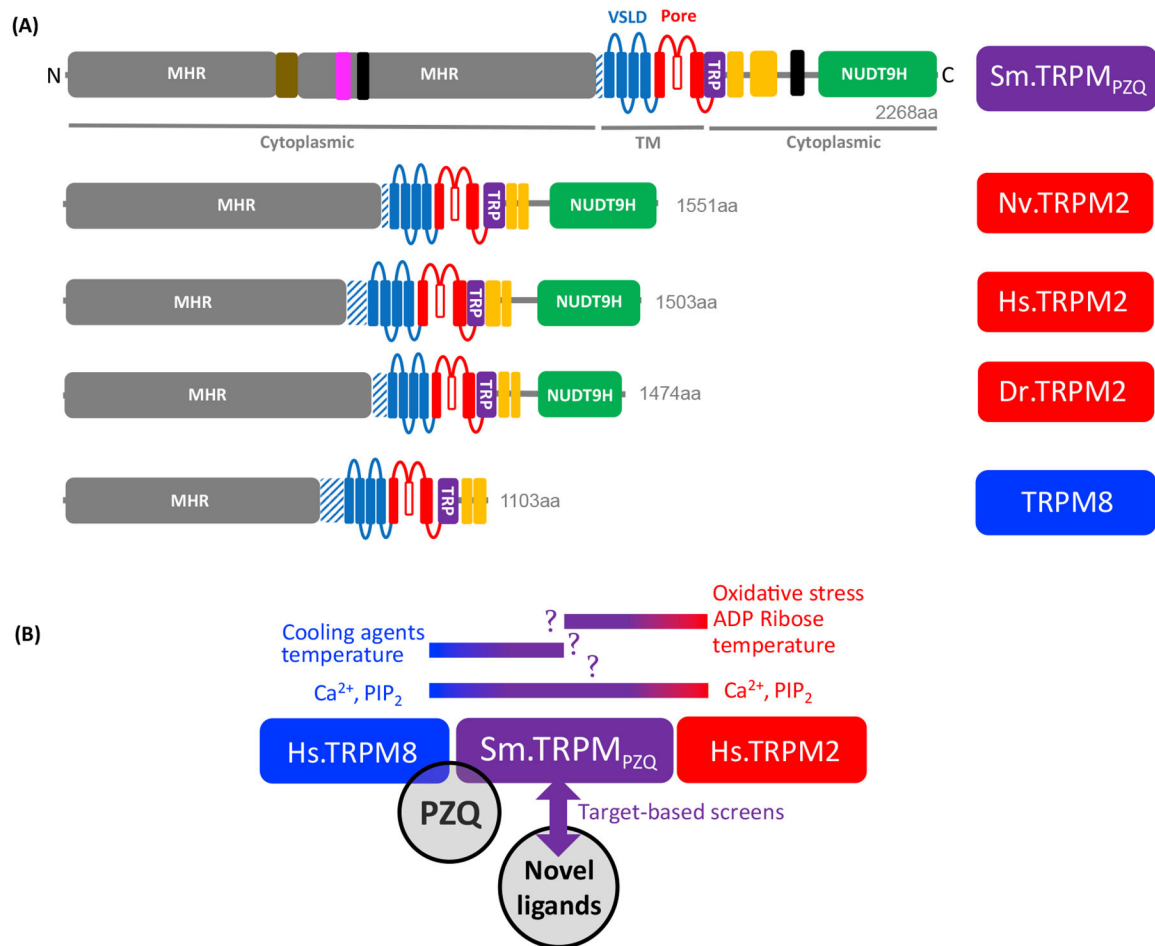 (A)
VSLD Pore
N MHR MHR TRP NUDT9H C
2268aa
Sm.TRPMPZQ
Cytoplasmic TM Cytoplasmic
MHR TRP NUDT9H 1551aa
Nv.TRPM2
MHR TRP NUDT9H 1503aa
Hs.TRPM2
MHR TRP NUDT9H 1474aa
Dr.TRPM2
MHR TRP 1103aa
TRPM8
(B)
Oxidative stress
? ADP Ribose
temperature
Cooling agents
temperature ?
?
Ca2+, PIP2 Ca2+, PIP2
Hs.TRPM8 Sm.TRPMPZQ Hs.TRPM2
PZQ Target-based screens
Novel
ligands